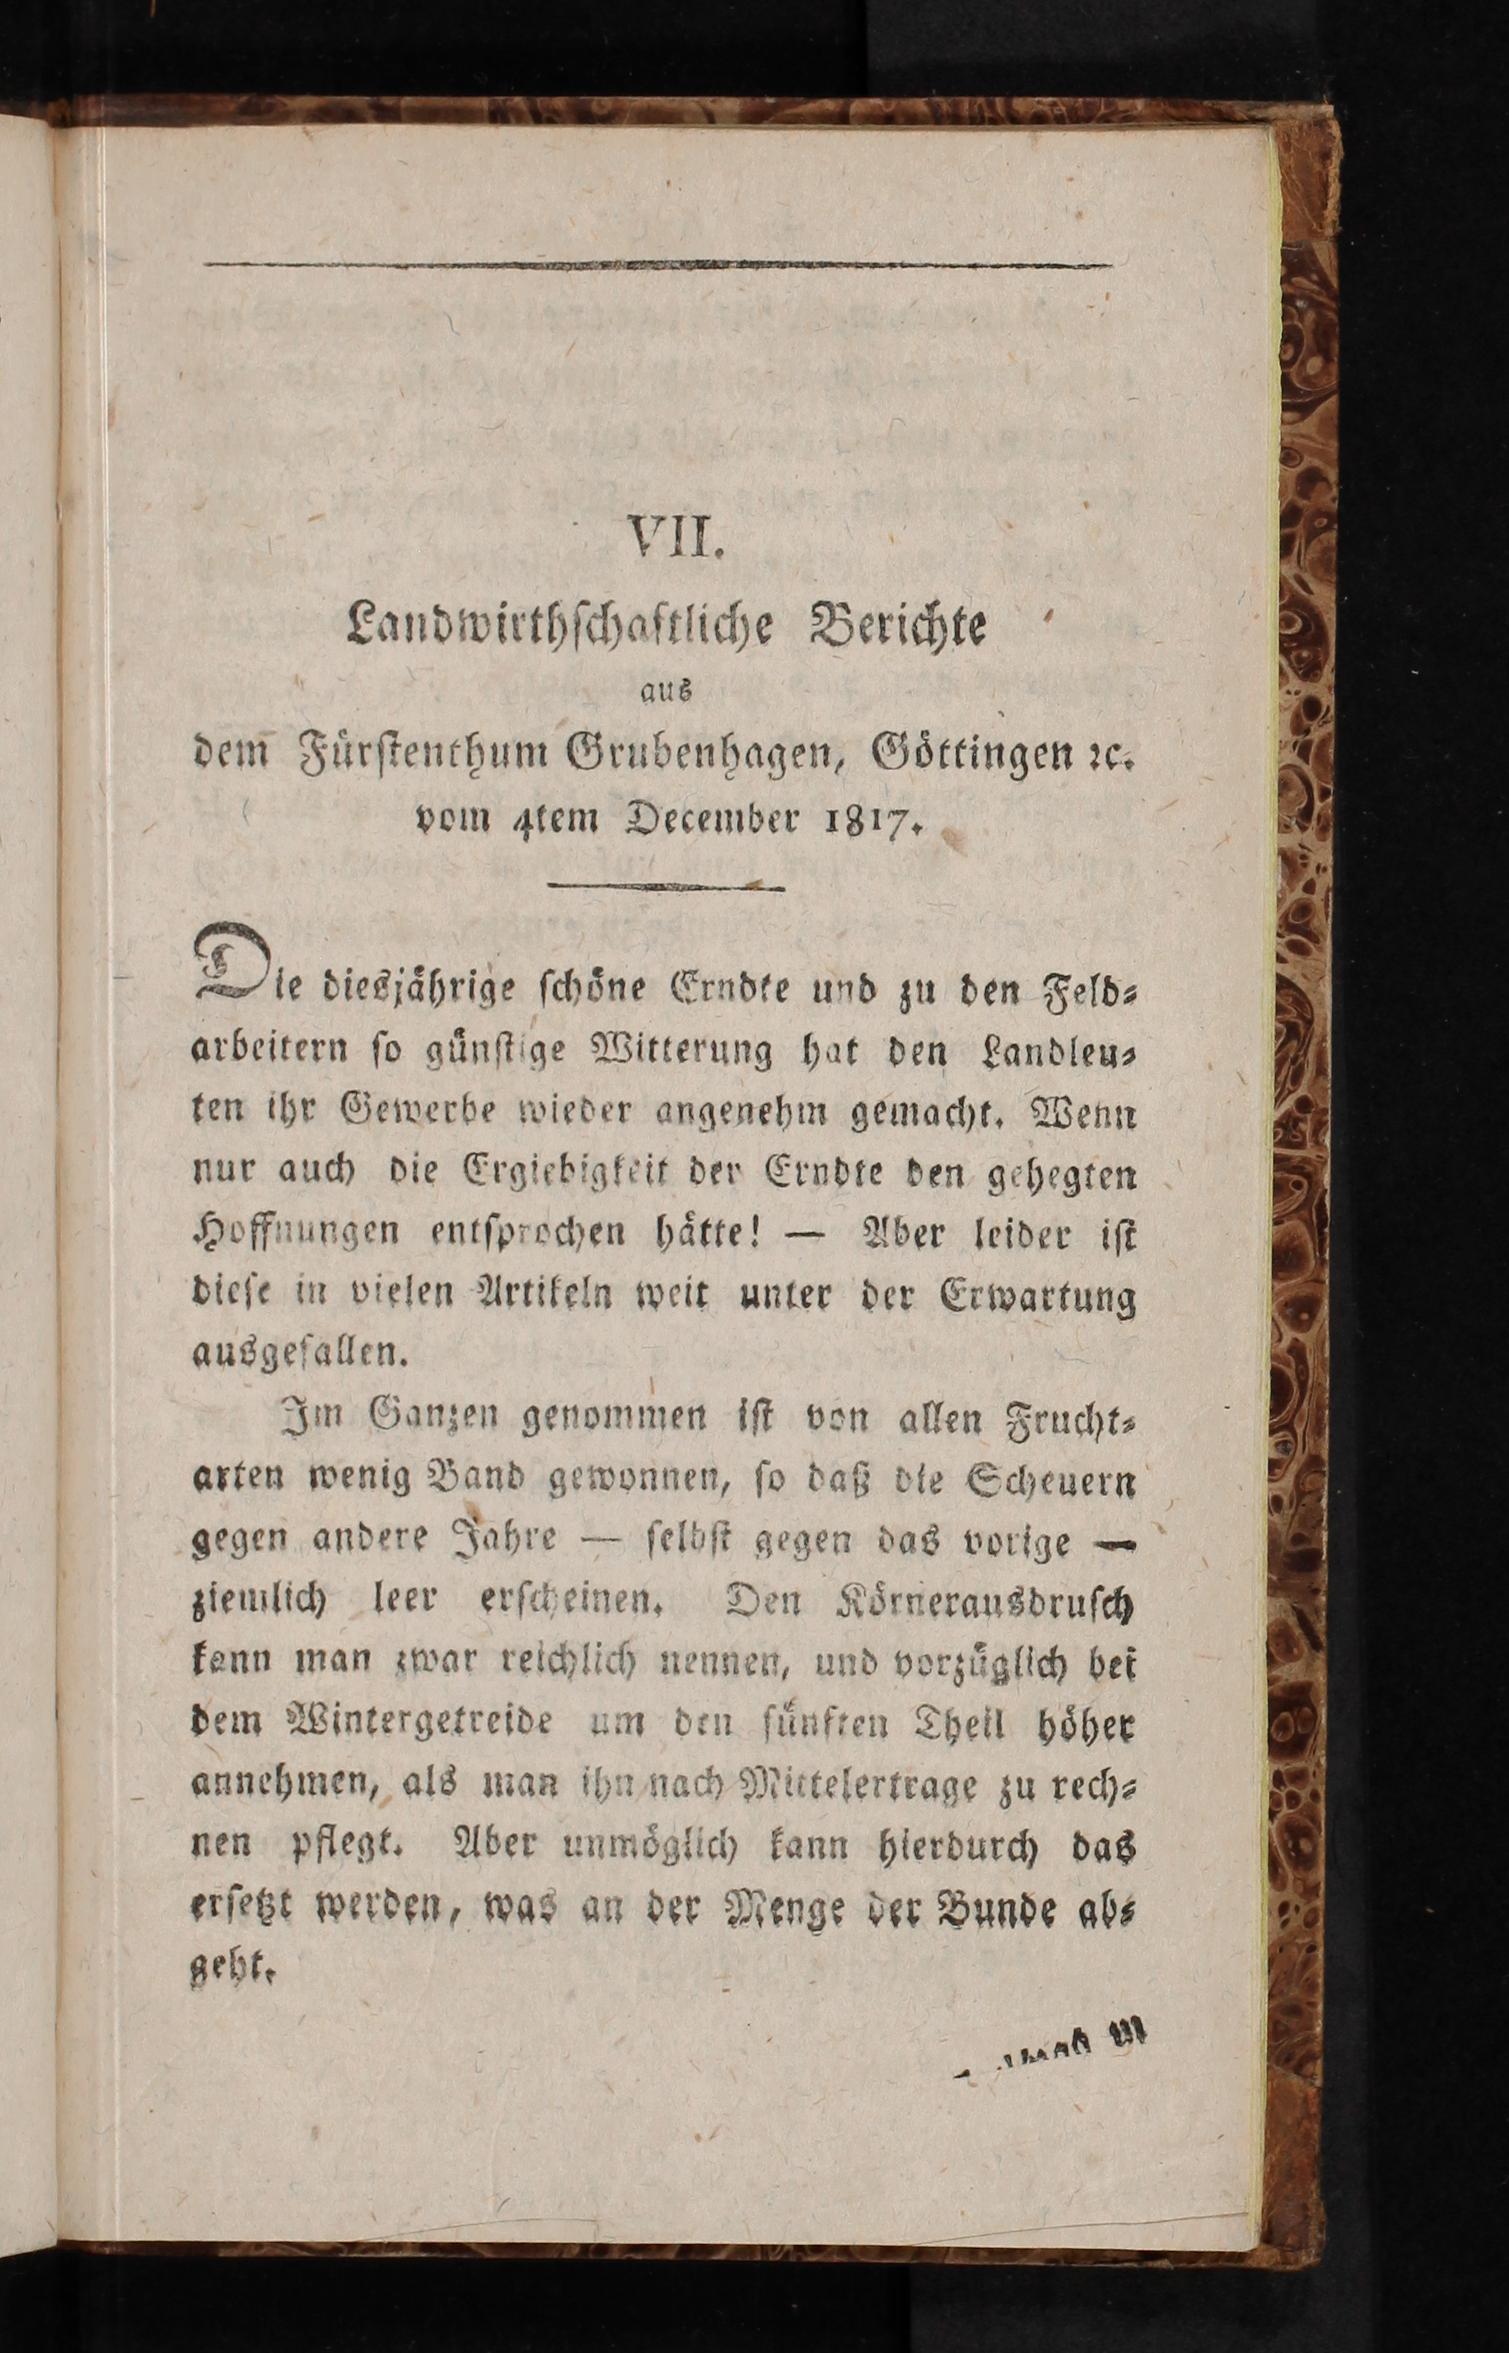 VII.
Landwirthschaftliche Berichte
aus
dem Fürstenthum Grubenhagen, Göttingen ꝛc.
vom 4tem December 1817.
Die diesjährige schöne Erndte und zu den Feld⸗
arbeitern so günstige Witterung hat den Landleu⸗
ten ihr Gewerbe wieder angenehm gemacht. Wenn
nur auch die Ergiebigkeit der Erndte den gehegten
Hoffnungen entsprochen hätte! — Aber leider ist
diese in vielen Artikeln weit unter der Erwartung
ausgefallen.
Im Ganzen genommen ist von allen Frucht⸗
arten wenig Band gewonnen, so daß die Scheuern
gegen andere Jahre — selbst gegen das vorige —
ziemlich leer erscheinen. Den Körnerausdrusch
kann man zwar reichlich nennen, und vorzüglich bei
dem Wintergetreide um den fünften Theil höher
annehmen, als man ihn nach Mittelertrage zu rech⸗
nen pflegt. Aber unmöglich kann hierdurch das
ersetzt werden, was an der Menge der Bunde ab⸗
geht.